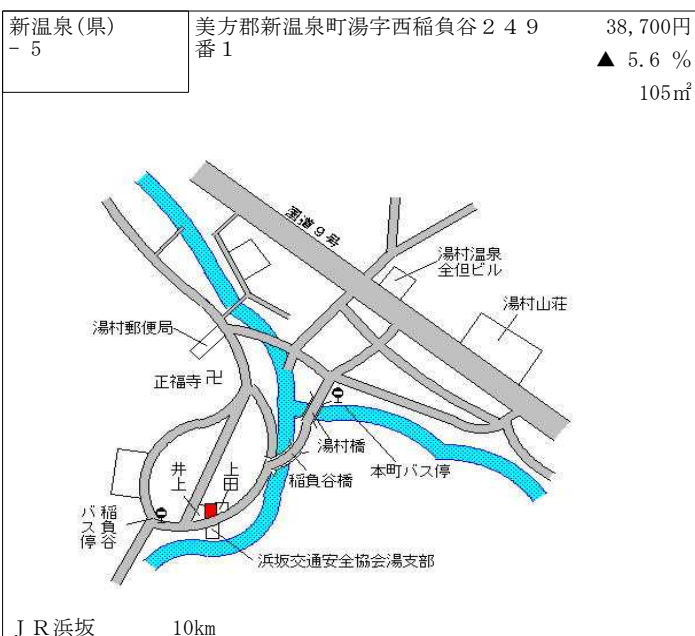 新温泉(県)
- 5
美方郡新温泉町湯字西稲負谷２４９
番１
38,700円
▲ 5.6 %
105㎡
国道９号
湯村温泉
全但ビル
湯村山荘
湯村郵便局
正福寺 卍
湯村橋
本町バス停
稲負谷橋
井上
上田
稲負谷
バス停
浜坂交通安全協会湯支部
ＪＲ浜坂 10km